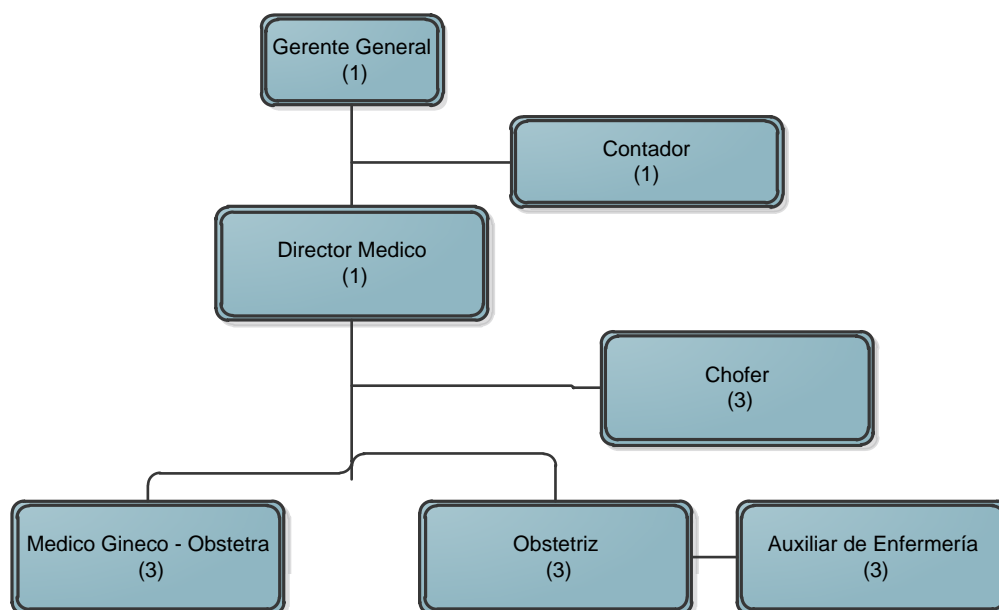 Gerente General
(1)
Contador
(1)
Director Medico
(1)
Chofer
(3)
Medico Gineco - Obstetra
(3)
Obstetriz
(3)
Auxiliar de Enfermería
(3)